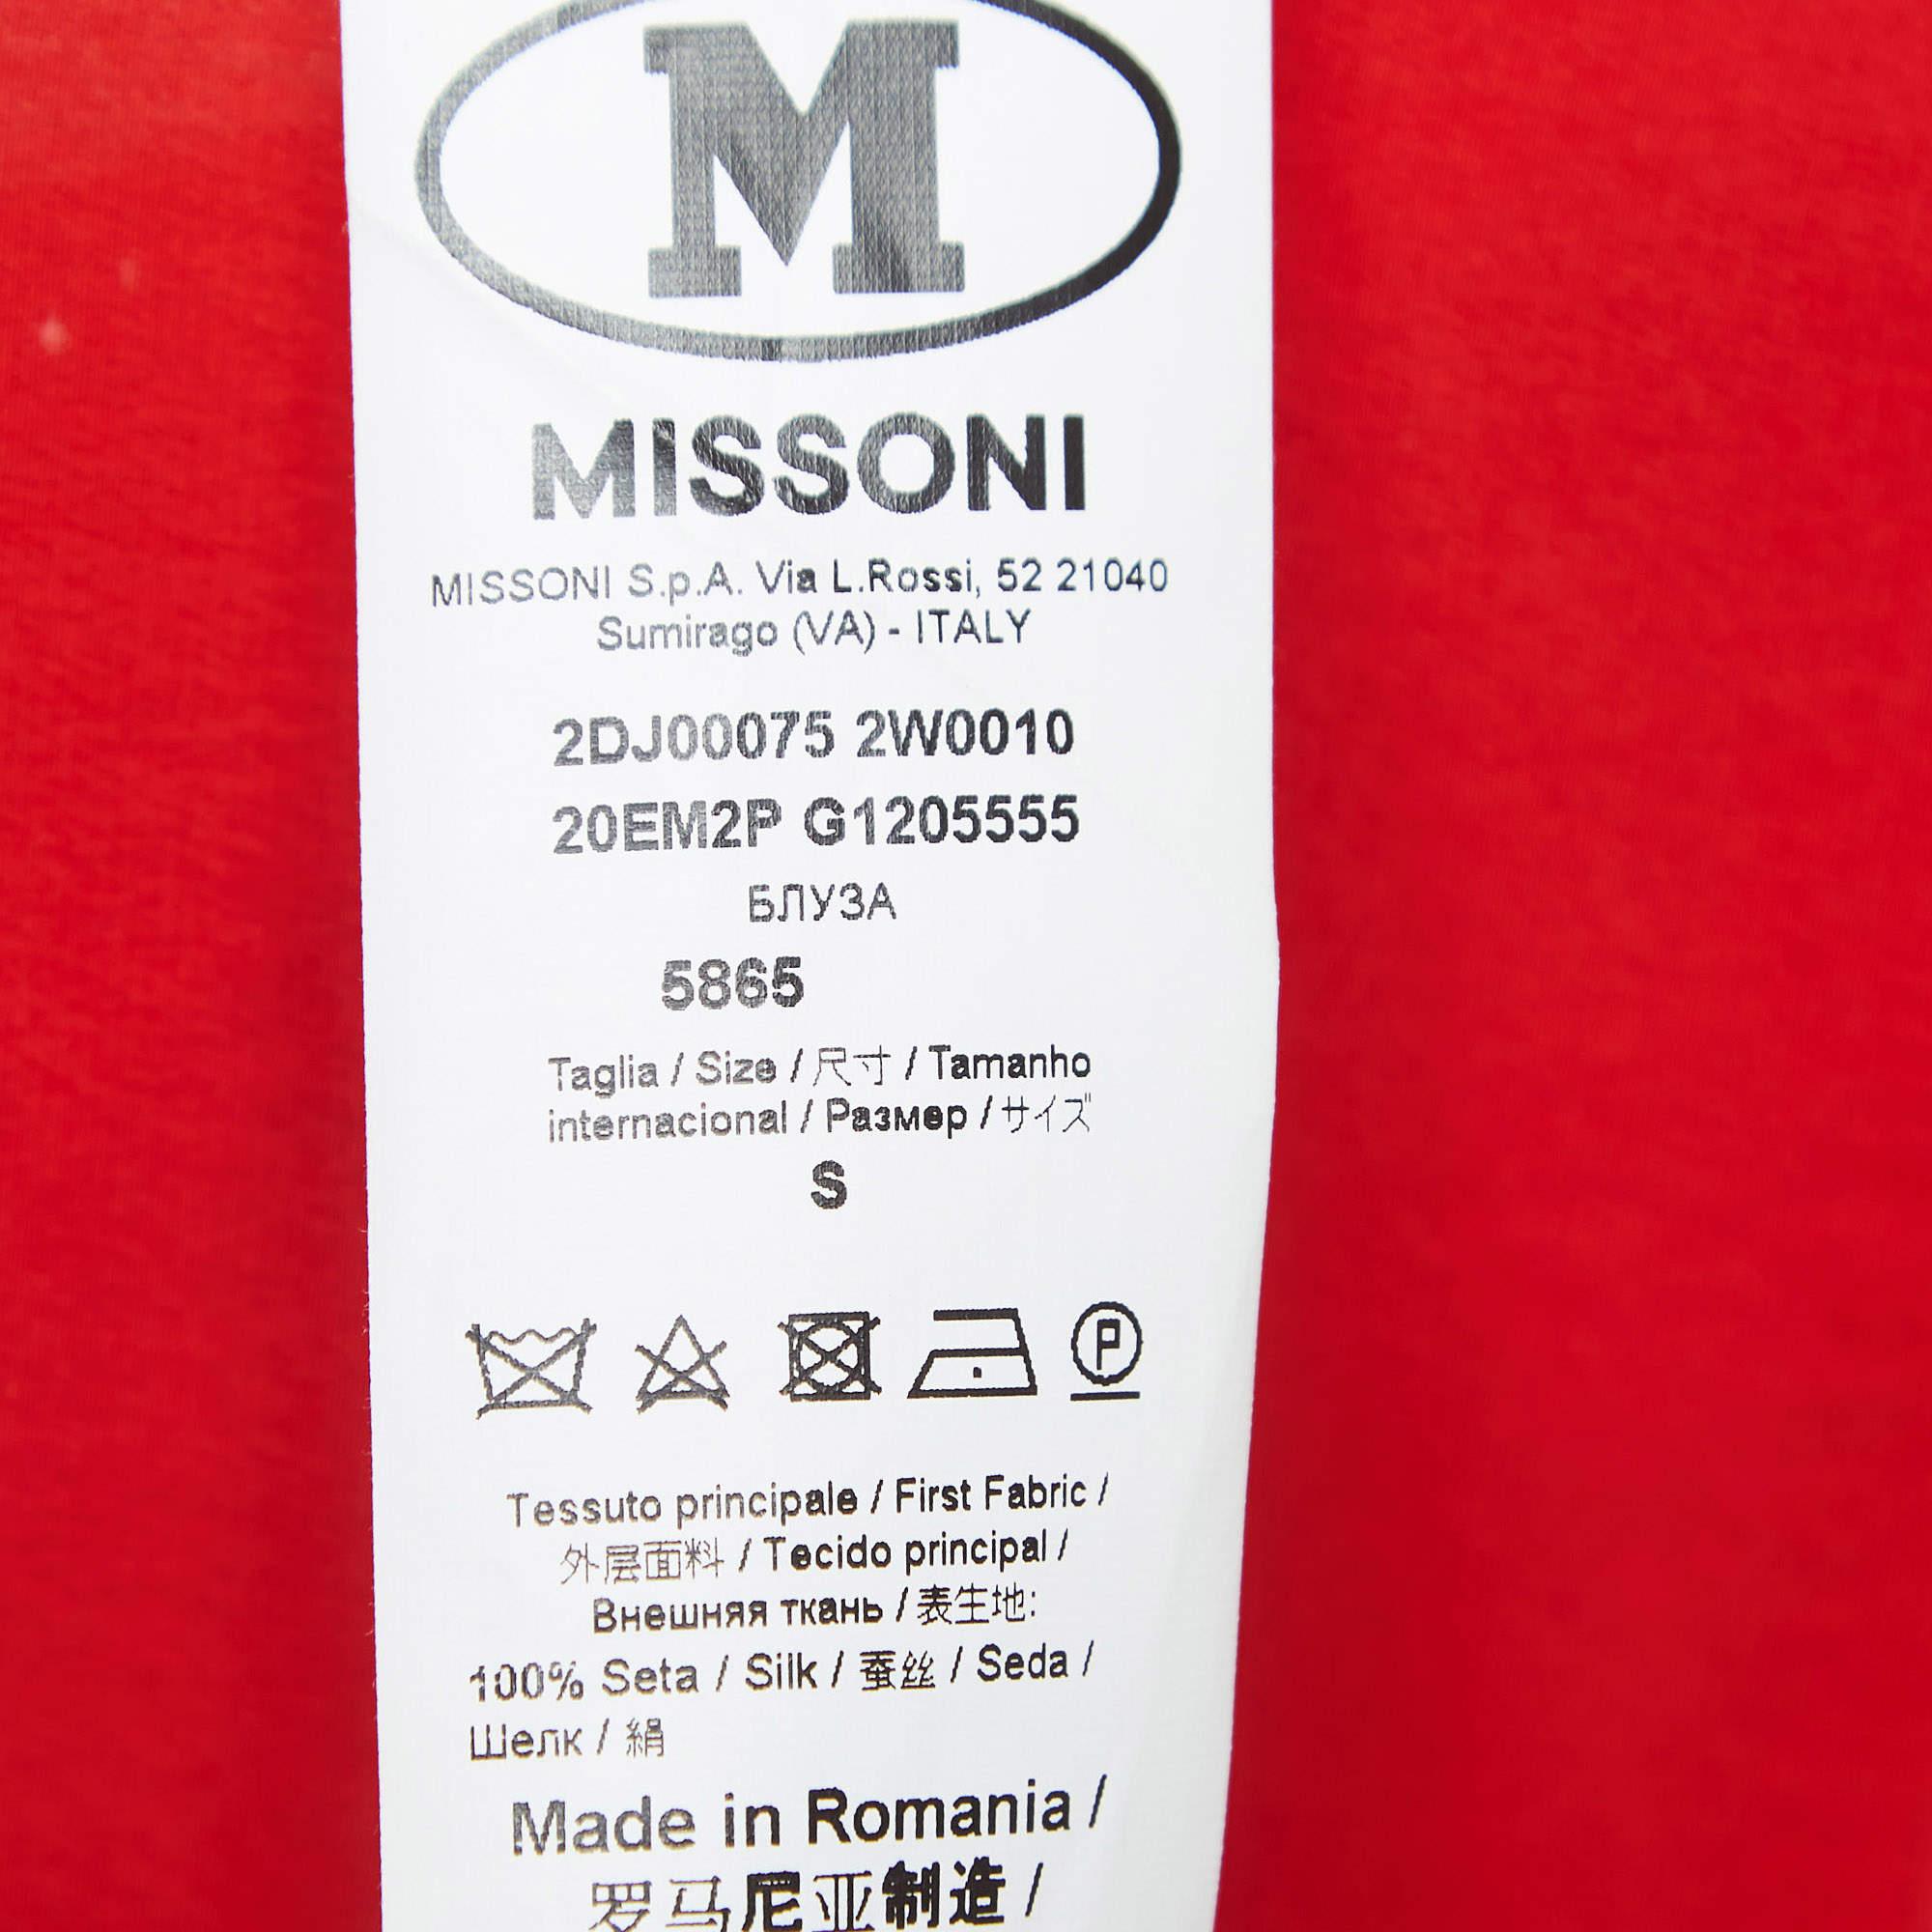 M
MISSONI
MISSONI S.p.A. Via L.Rossi, 52 21040
Sumirago (VA) - ITALY
2DJ00075 2W0010
20EM2P G1205555
БЛУЗА
5865
Taglia / Size / 尺寸 / Tamanho
internacional / Размер / サイズ
S
P
Tessuto principale / First Fabric /
外层面料 / Tecido principal /
Внешняя ткань / 表生地:
100% Seta / Silk / 蚕丝 / Seda /
Шелк / 絹
Made in Romania /
罗马尼亚制造 /